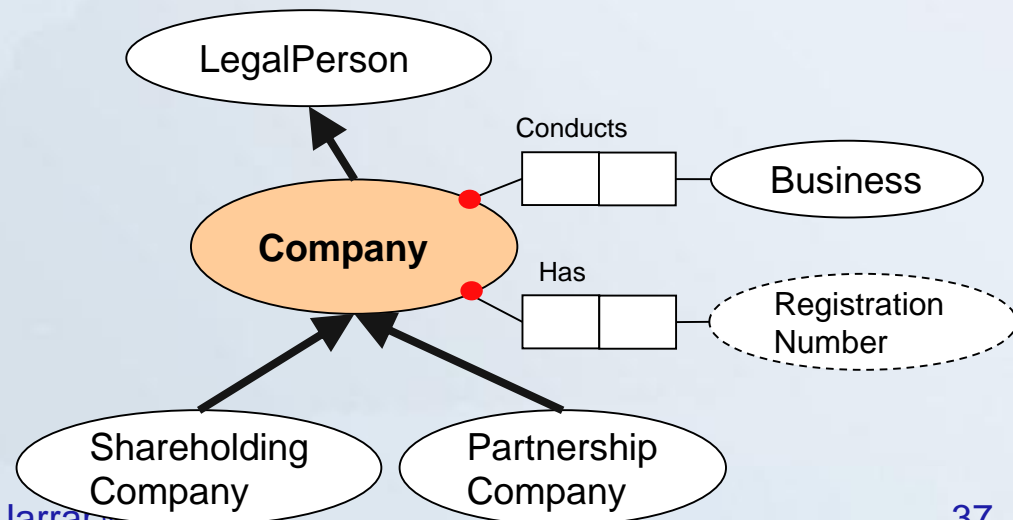 LegalPerson
Conducts
Business
Company
Has
Registration
Number
Shareholding
Company
Partnership
Company
37